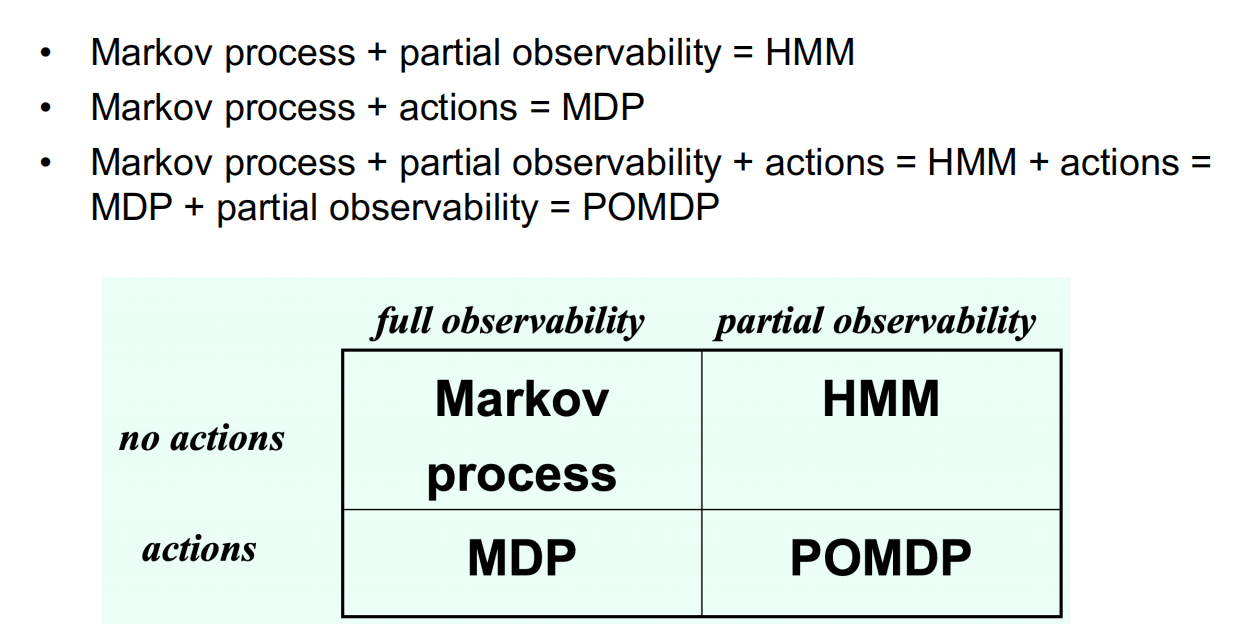 • Markov process + partial observability = HMM
• Markov process + actions = MDP
• Markov process + partial observability + actions = HMM + actions =
MDP + partial observability = POMDP
full observability partial observability
no actions
Markov
process
HMM
actions
MDP
POMDP